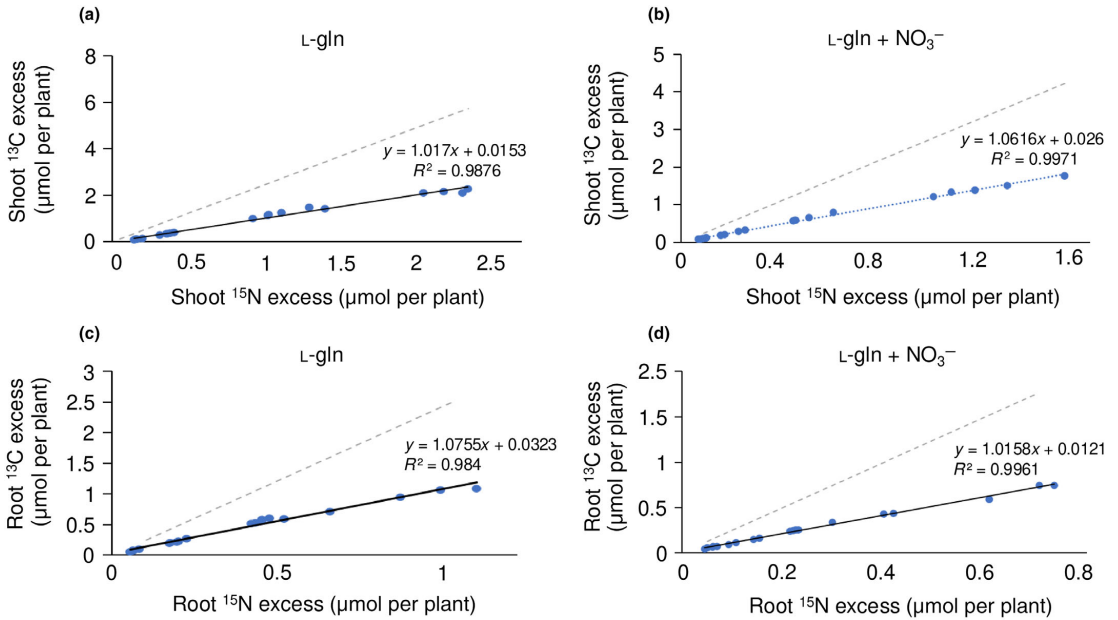 (a)
L-gln
8
6
4
2
0
Shoot ¹³C excess
(µmol per plant)
y = 1.017x + 0.0153
R² = 0.9876
0 0.5 1 1.5 2 2.5
Shoot ¹⁵N excess (µmol per plant)
(b)
L-gln + NO₃⁻
5
4
3
2
1
0
Shoot ¹³C excess
(µmol per plant)
y = 1.0616x + 0.026
R² = 0.9971
0 0.4 0.8 1.2 1.6
Shoot ¹⁵N excess (µmol per plant)
(c)
L-gln
3
2.5
2
1.5
1
0.5
0
Root ¹³C excess
(µmol per plant)
y = 1.0755x + 0.0323
R² = 0.984
0 0.5 1
Root ¹⁵N excess (µmol per plant)
(d)
L-gln + NO₃⁻
2.5
2
1.5
1
0.5
0
Root ¹³C excess
(µmol per plant)
y = 1.0158x + 0.0121
R² = 0.9961
0 0.2 0.4 0.6 0.8
Root ¹⁵N excess (µmol per plant)